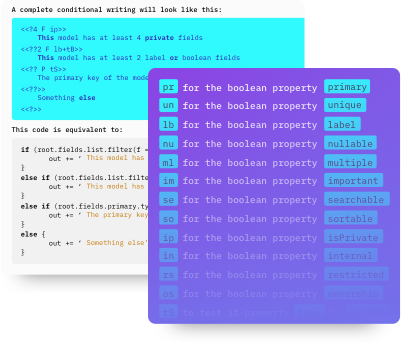 A complete conditional writing will look like this:
<<?4 F ip>>
This model has at least 4 private fields
<<??2 F lb+tB>>
This model has at least 2 label or boolean fields
<<?? P tS>>
The primary key of the mode
<<??>>
Something else
<<?>>
This code is equivalent to:
if (root.fields.list.filter(f =
out += ‘ This model has
}
else if (root.fields.list.filte
out += ‘ This model has
}
else if (root.fields.primary.ty
out += ‘ The primary key
}
else {
out += ‘ Something else’
}
pr for the boolean property primary
un for the boolean property unique
lb for the boolean property label
nu for the boolean property nullable
ml for the boolean property multiple
im for the boolean property important
se for the boolean property searchable
so for the boolean property sortable
ip for the boolean property isPrivate
in for the boolean property internal
rs for the boolean property restricted
os for the boolean property ownership
to test if property